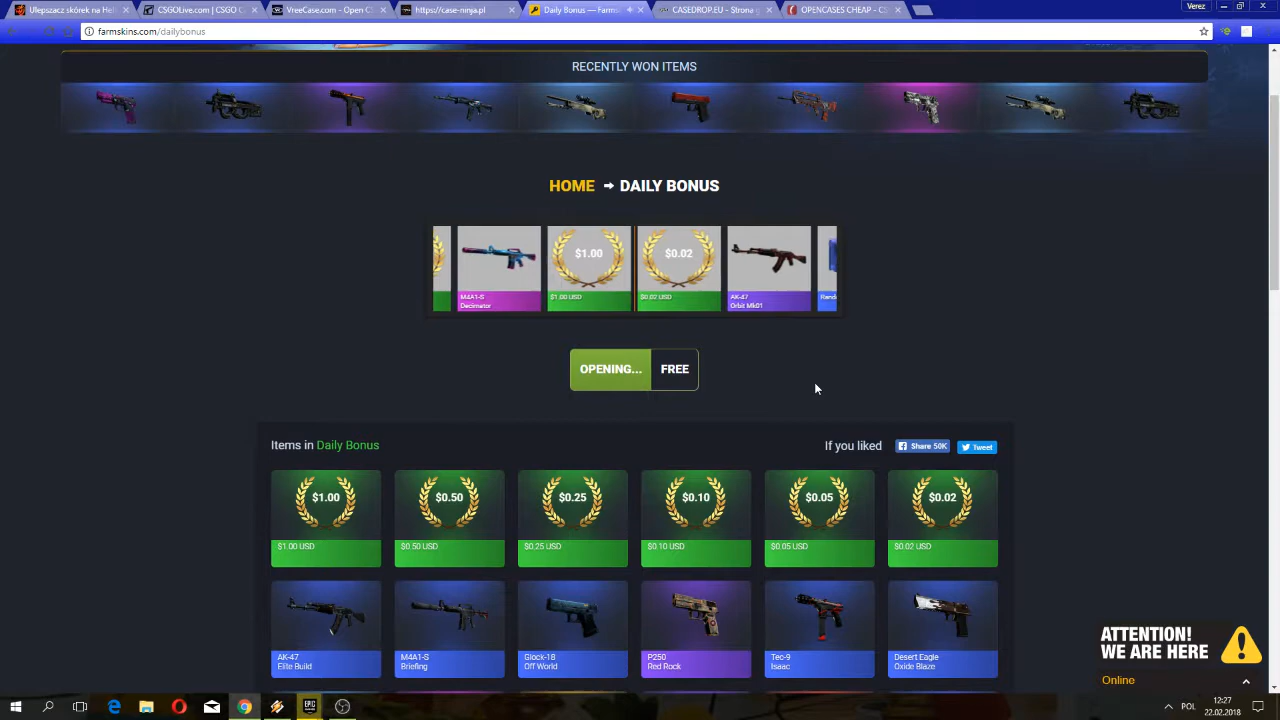 Ulepszacz skórek na Hell
CSGOLive.com | CSGO C
VreeCase.com - Open CS
https://case-ninja.pl
Daily Bonus — Farms
CASEDROP.EU - Strona g
OPENCASES CHEAP - CS
Verez
farmskins.com/dailybonus
RECENTLY WON ITEMS
HOME ➡ DAILY BONUS
$1.00
$0.02
M4A1-S
Decimator
$1.00 USD
$0.02 USD
AK-47
Orbit Mk01
Rand
OPENING...
FREE
Items in Daily Bonus
If you liked
Share 50K
Tweet
$1.00
$0.50
$0.25
$0.10
$0.05
$0.02
$1.00 USD
$0.50 USD
$0.25 USD
$0.10 USD
$0.05 USD
$0.02 USD
AK-47
Elite Build
M4A1-S
Briefing
Glock-18
Off World
P250
Red Rock
Tec-9
Isaac
Desert Eagle
Oxide Blaze
ATTENTION!
WE ARE HERE
Online
EPIC
POL
12:27
22.02.2018